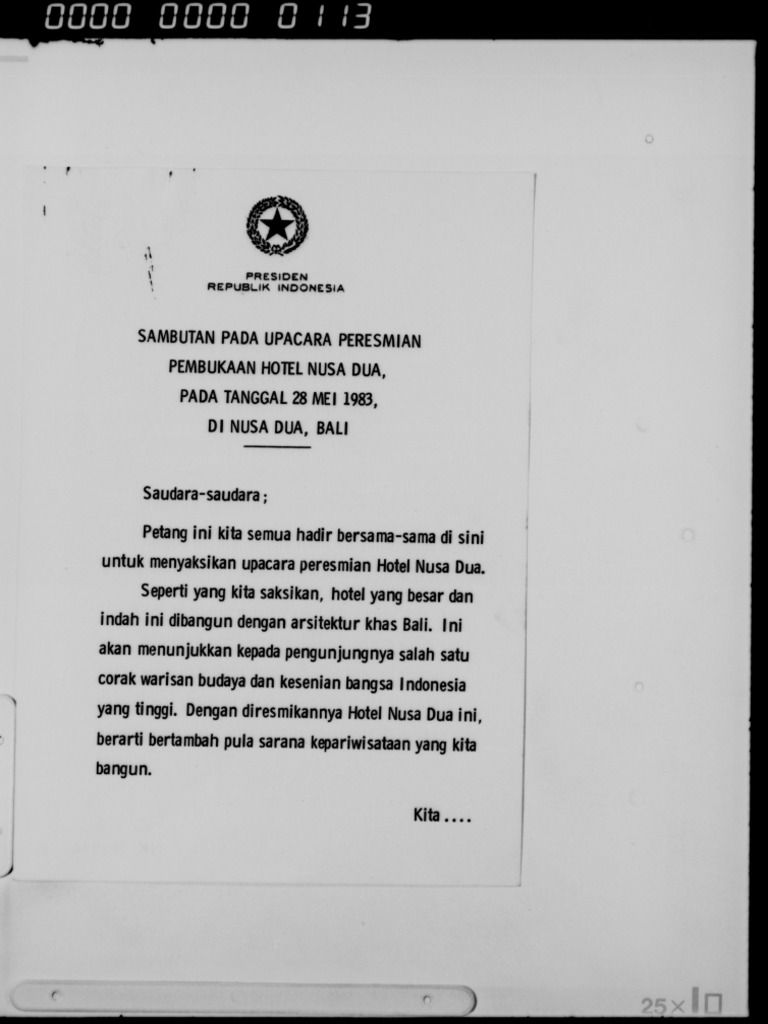 0000 0000 0113
PRESIDEN
REPUBLIK INDONESIA
SAMBUTAN PADA UPACARA PERESMIAN
PEMBUKAAN HOTEL NUSA DUA,
PADA TANGGAL 28 MEI 1983,
DI NUSA DUA, BALI
Saudara-saudara;
Petang ini kita semua hadir bersama-sama di sini
untuk menyaksikan upacara peresmian Hotel Nusa Dua.
Seperti yang kita saksikan, hotel yang besar dan
indah ini dibangun dengan arsitektur khas Bali. Ini
akan menunjukkan kepada pengunjungnya salah satu
corak warisan budaya dan kesenian bangsa Indonesia
yang tinggi. Dengan diresmikannya Hotel Nusa Dua ini,
berarti bertambah pula sarana kepariwisataan yang kita
bangun.
Kita ....
25×